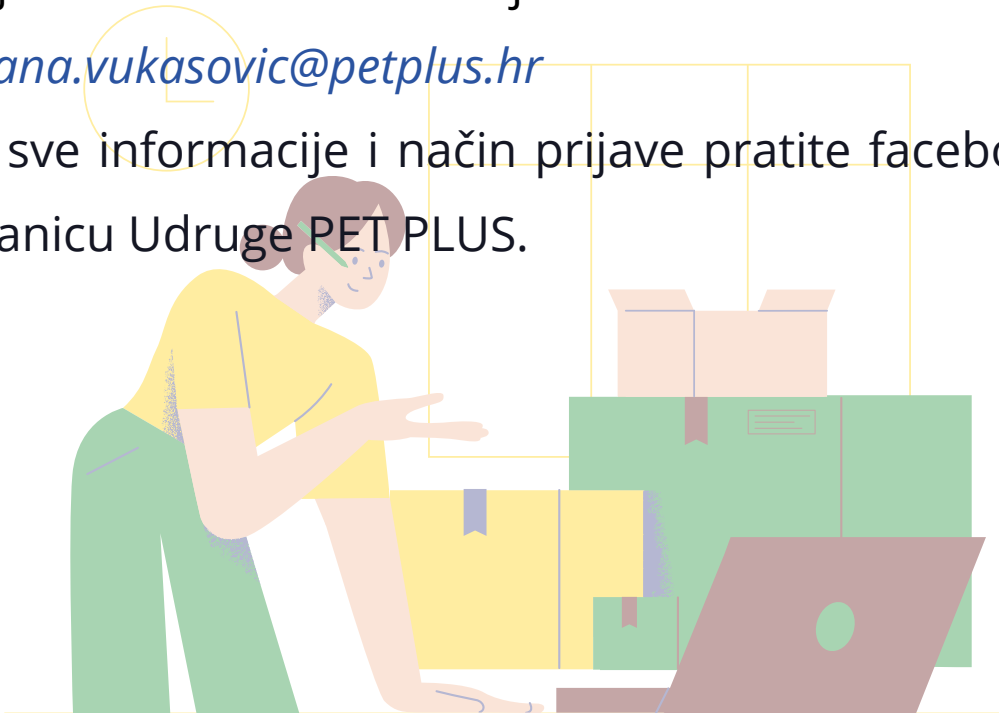 ana.vukasovic@petplus.hr
sve informacije i način prijave pratite facebo
anicu Udruge PET PLUS.